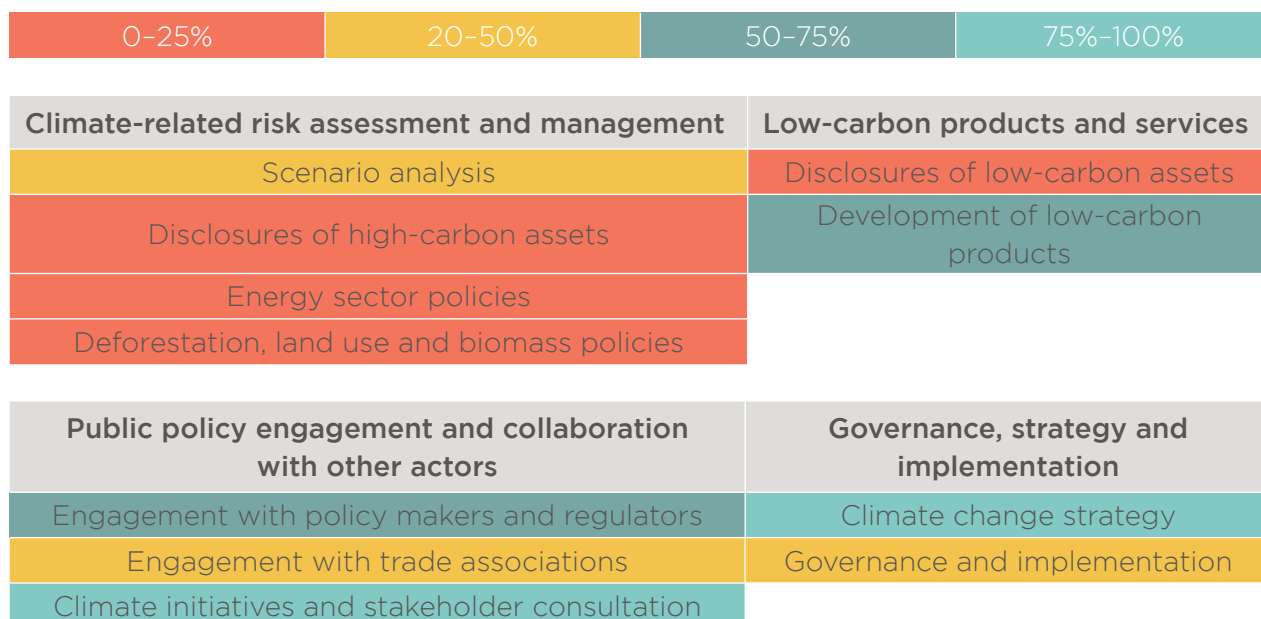 0–25%
20–50%
50–75%
75%–100%
Climate-related risk assessment and management
Scenario analysis
Disclosures of high-carbon assets
Energy sector policies
Deforestation, land use and biomass policies
Low-carbon products and services
Disclosures of low-carbon assets
Development of low-carbon
products
Public policy engagement and collaboration
with other actors
Engagement with policy makers and regulators
Engagement with trade associations
Climate initiatives and stakeholder consultation
Governance, strategy and
implementation
Climate change strategy
Governance and implementation